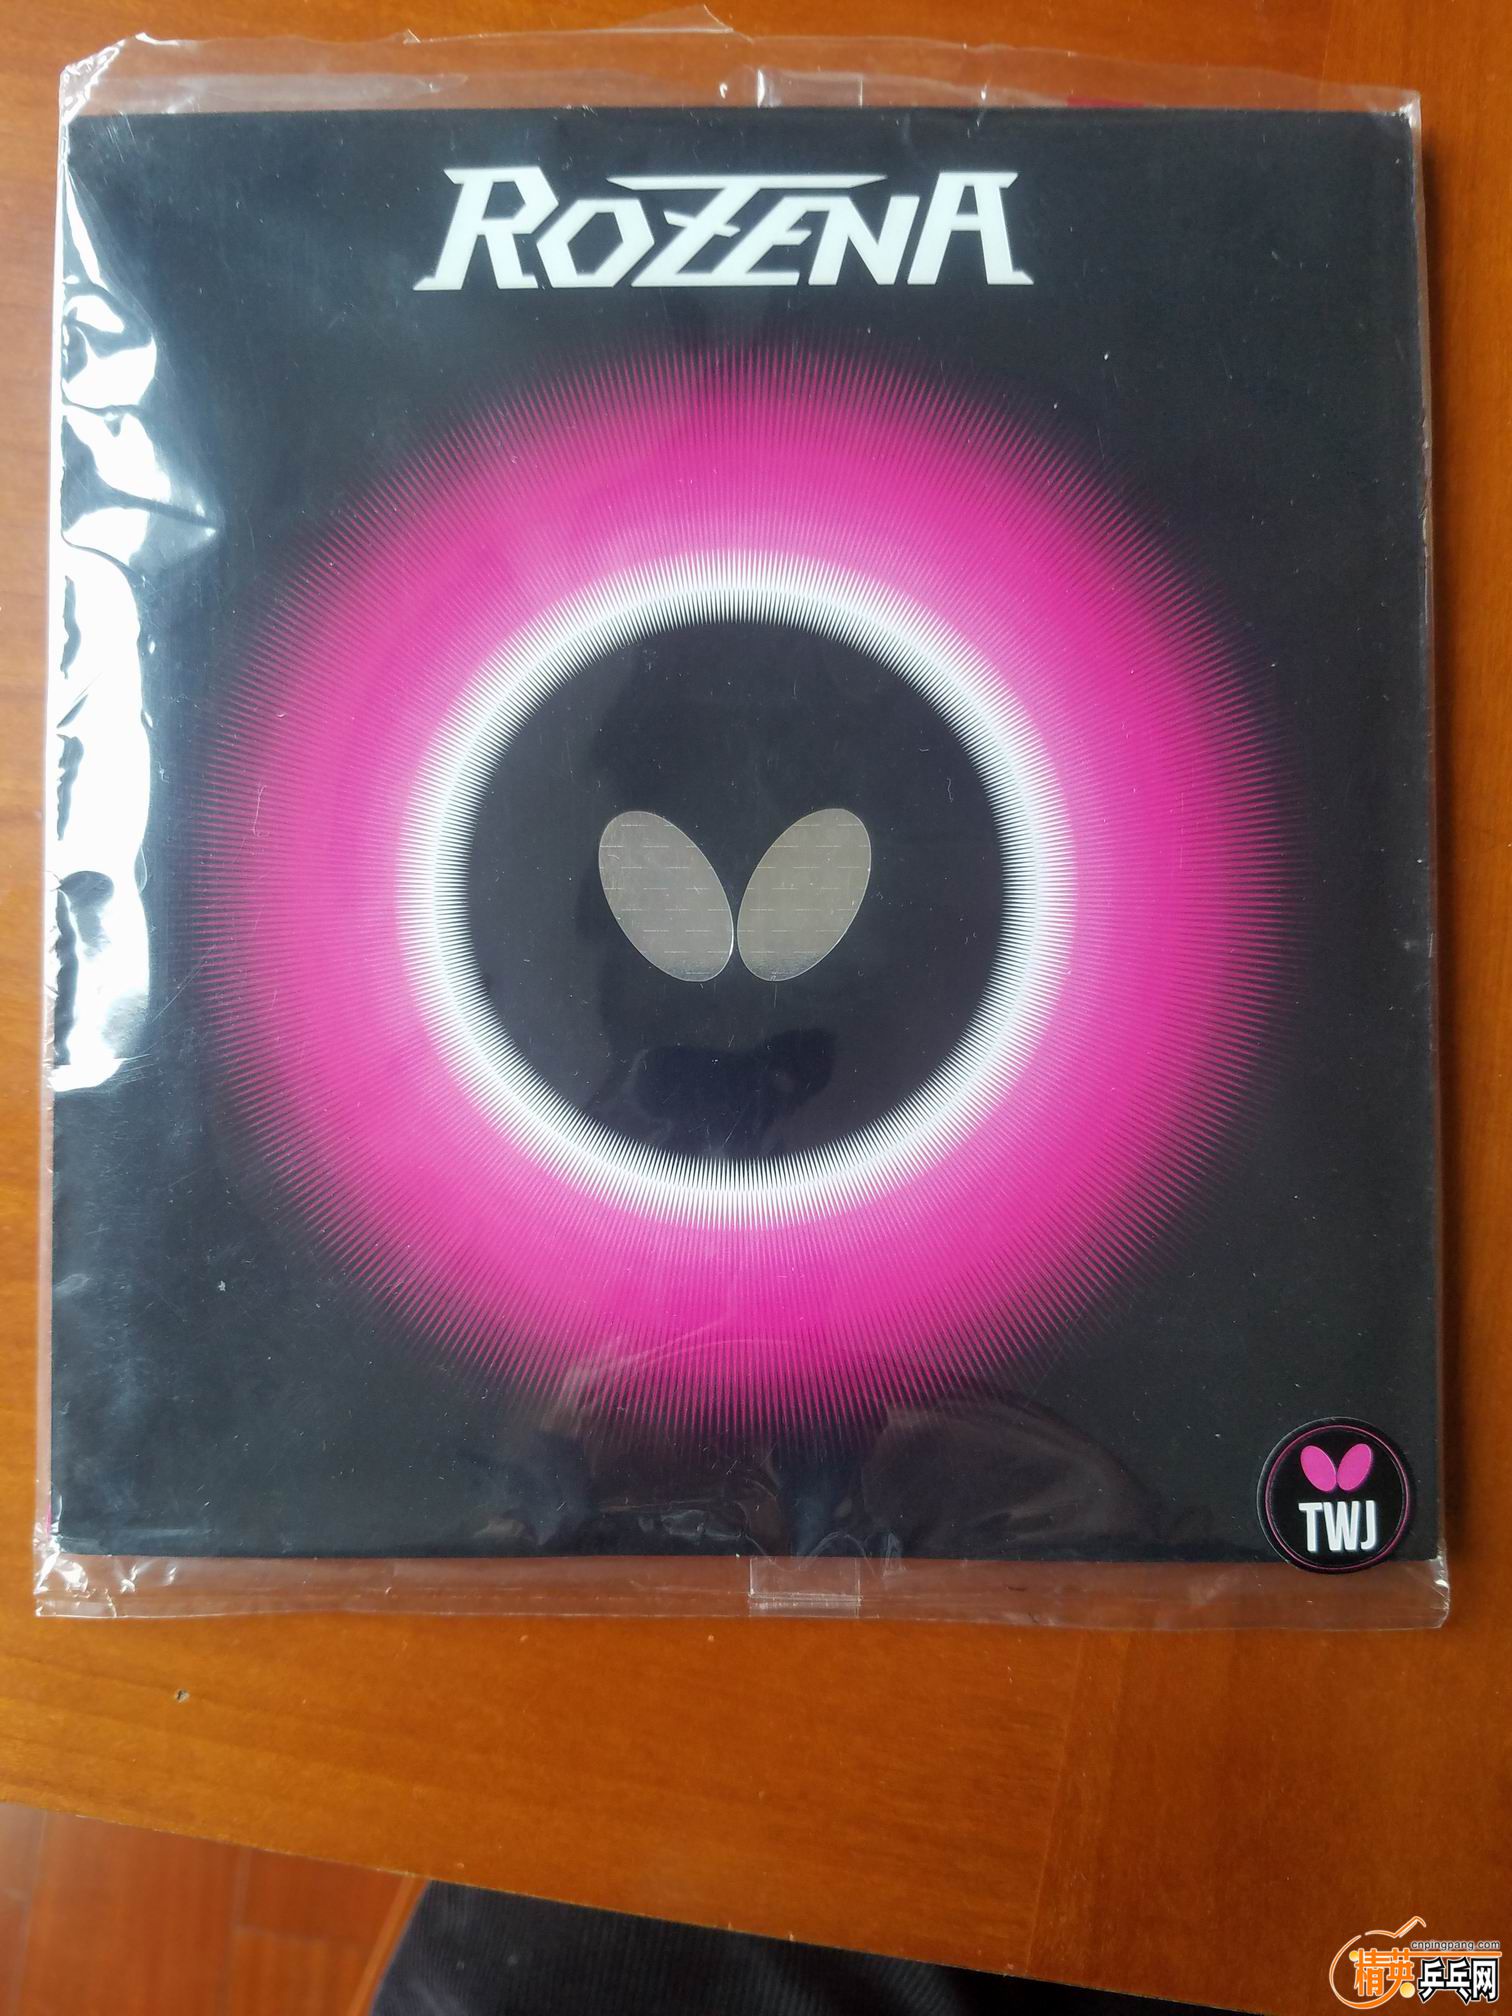 ROZENA
TWJ
cnpingpang.com
精英乒乓网